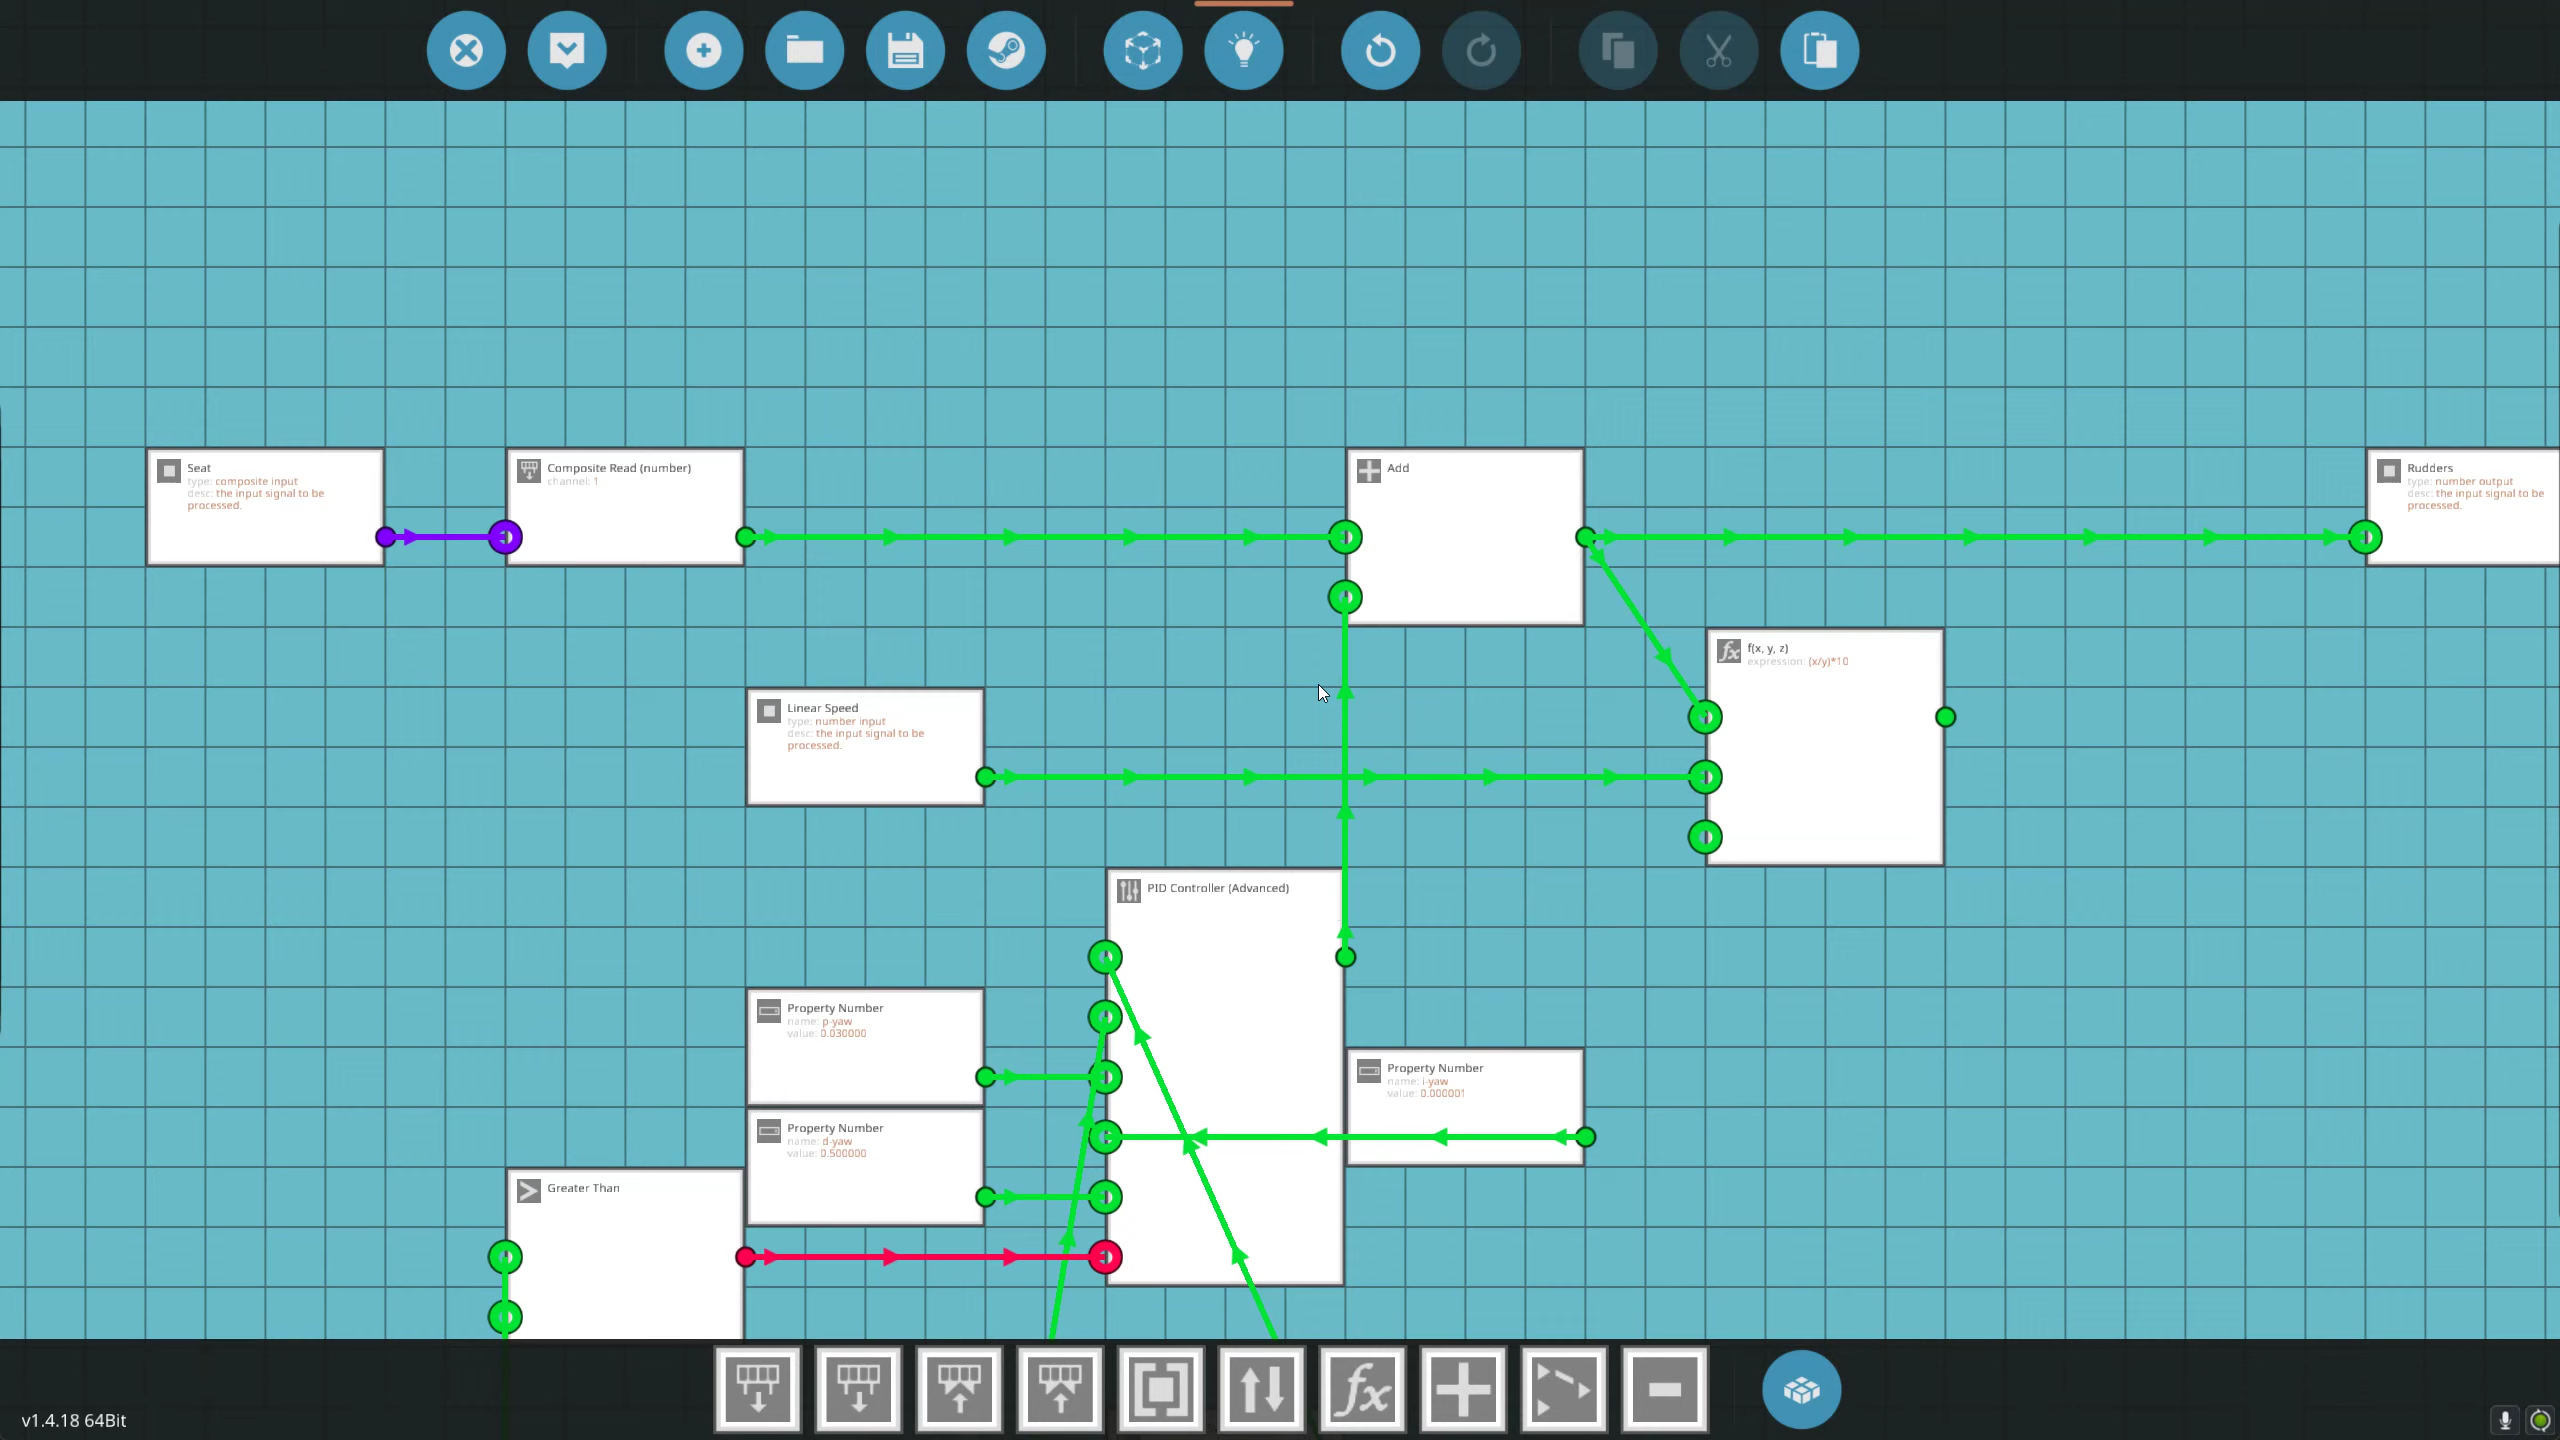 Seat
type: composite input
desc: the input signal to be
processed.
Composite Read (number)
channel: 1
Add
Rudders
type: number output
desc: the input signal to be
processed.
f(x, y, z)
expression: (x/y)*10
Linear Speed
type: number input
desc: the input signal to be
processed.
PID Controller (Advanced)
Property Number
name: p-yaw
value: 0.030000
Property Number
name: i-yaw
value: 0.000001
Property Number
name: d-yaw
value: 0.500000
Greater Than
fx
v1.4.18 64Bit